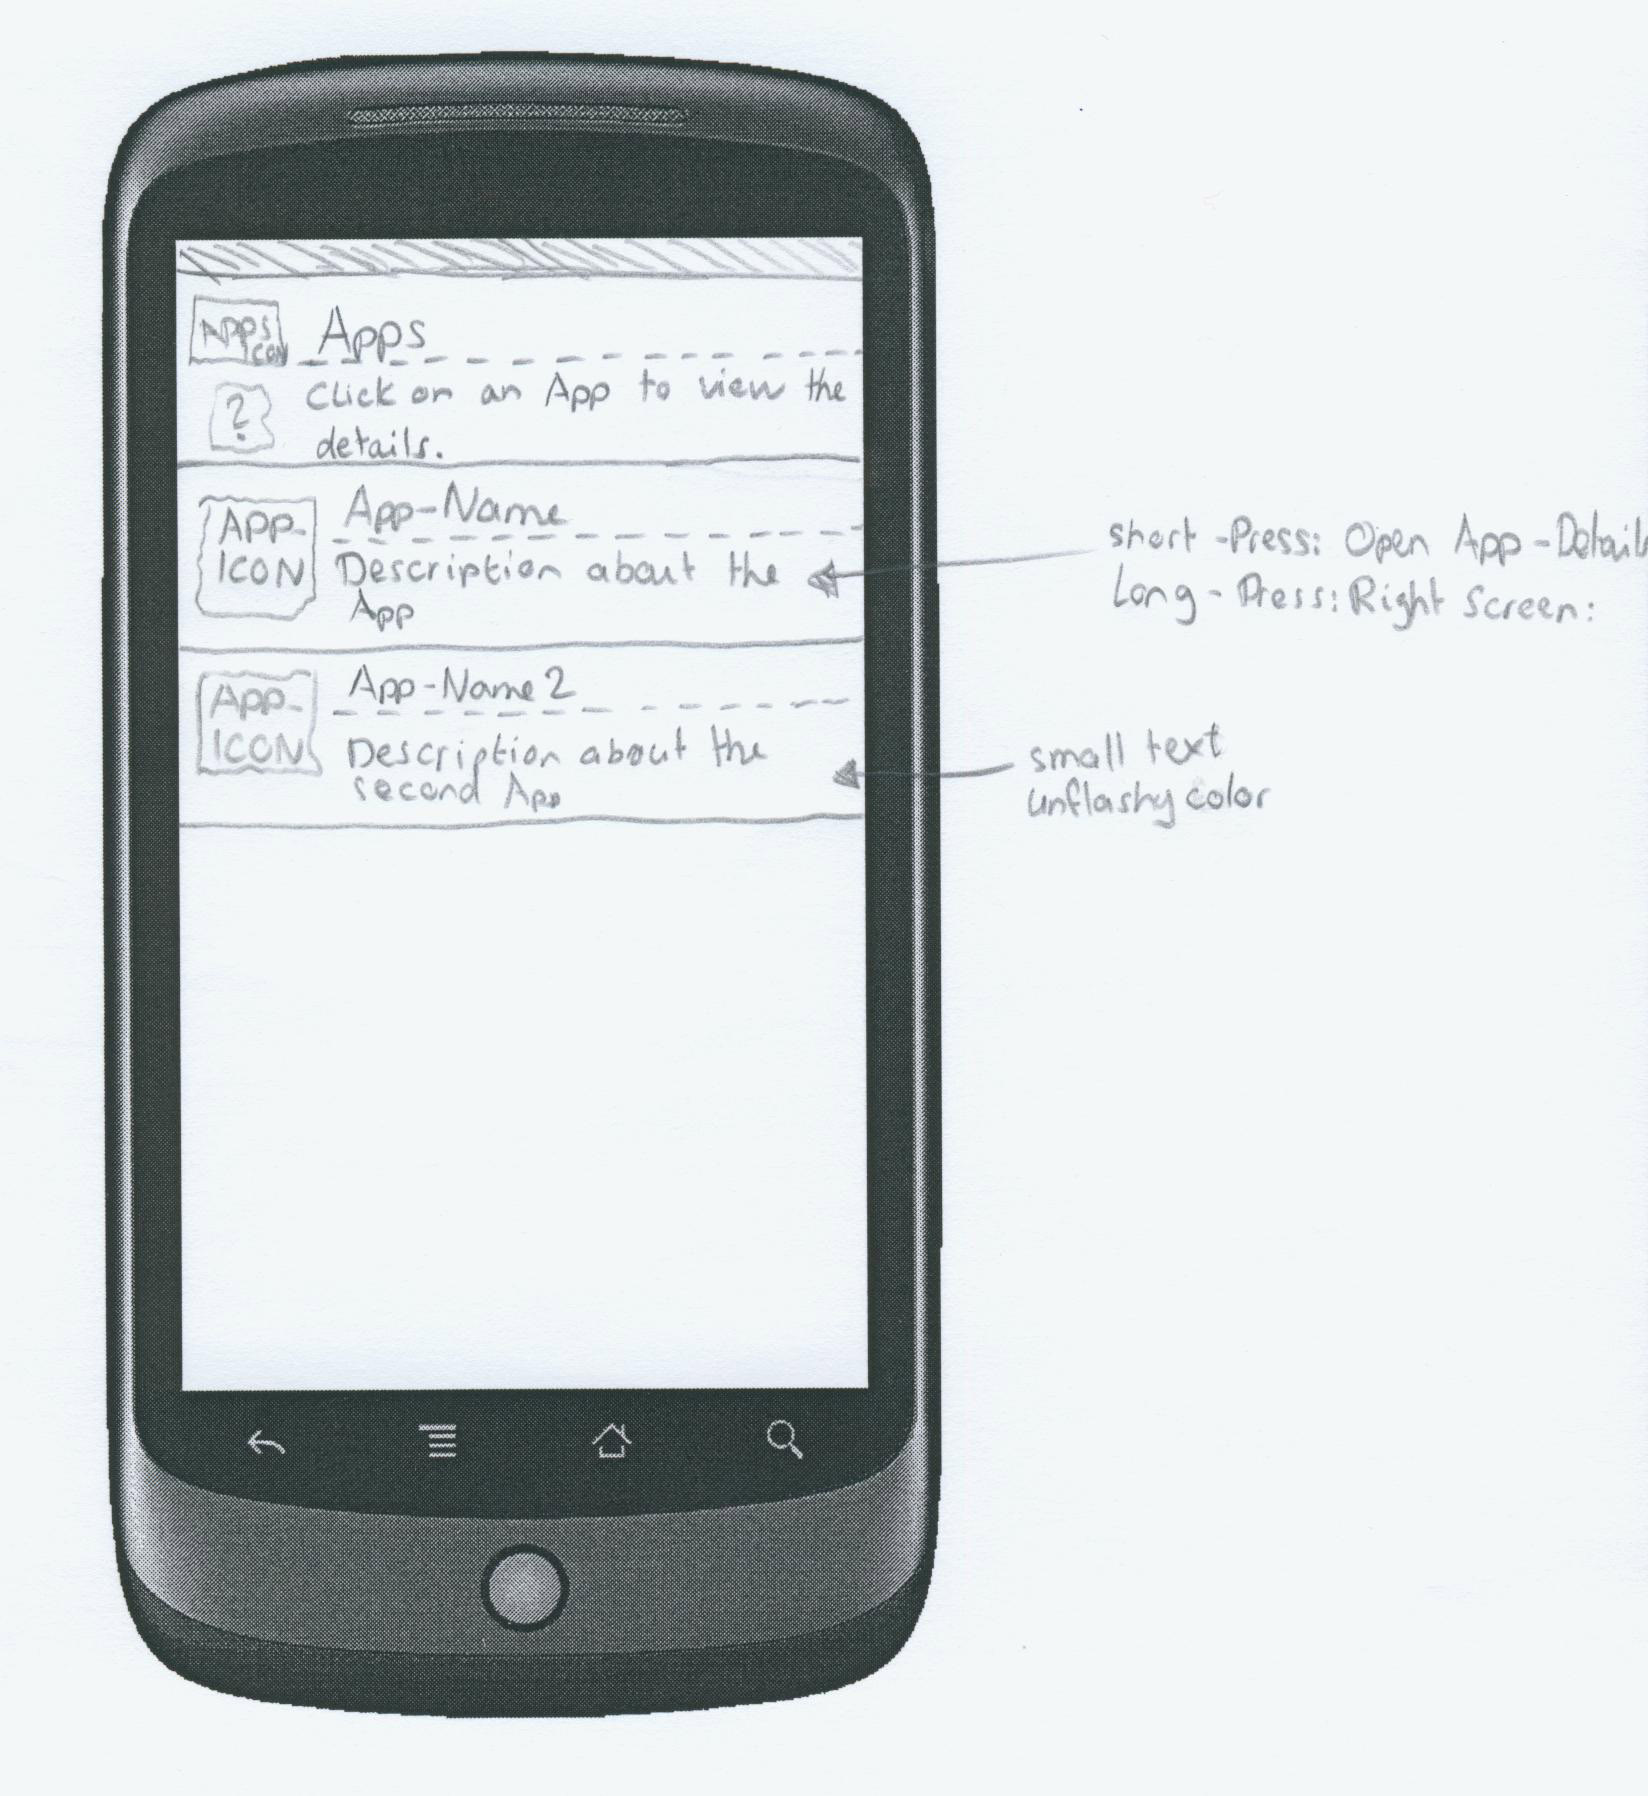 APPS
ICON
Apps
?
Click on an App to view the
details.
APP-
ICON
App-Name
Description about the
App
short-Press: Open App-Details
Long-Press: Right Screen:
App-
ICON
App-Name 2
Description about the
second App
small text
unflashy color